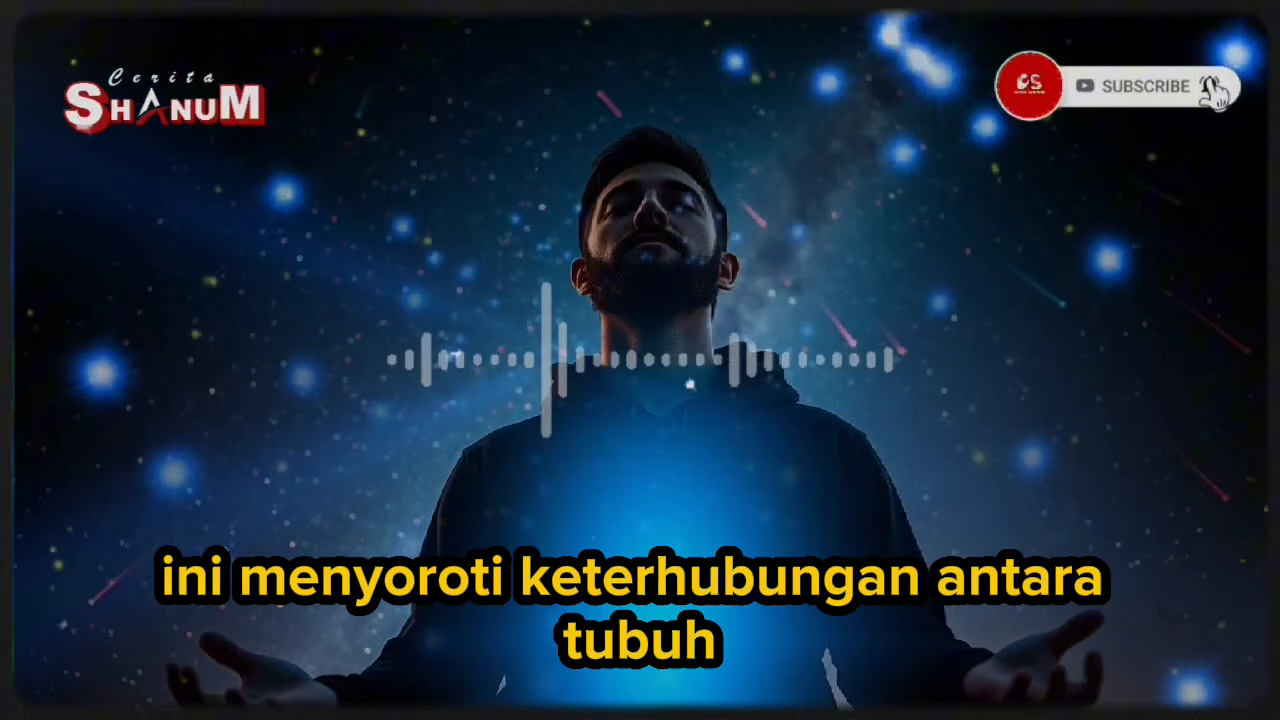 Cerita
SHANUM
CS
SUBSCRIBE
ini menyoroti keterhubungan antara
tubuh